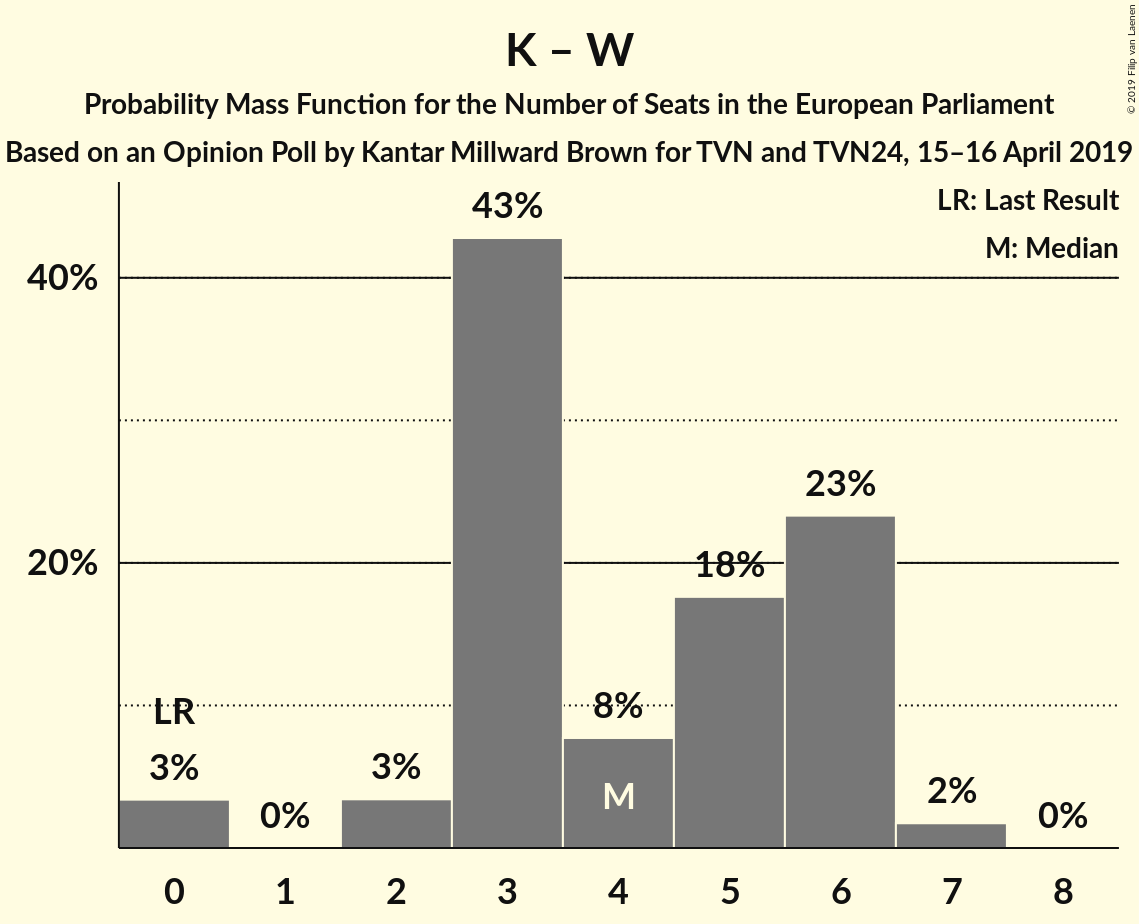 K – W
Probability Mass Function for the Number of Seats in the European Parliament
Based on an Opinion Poll by Kantar Millward Brown for TVN and TVN24, 15–16 April 2019
© 2019 Filip van Laenen
LR: Last Result
M: Median
40%
20%
LR
3%
0%
3%
43%
8%
M
18%
23%
2%
0%
0
1
2
3
4
5
6
7
8